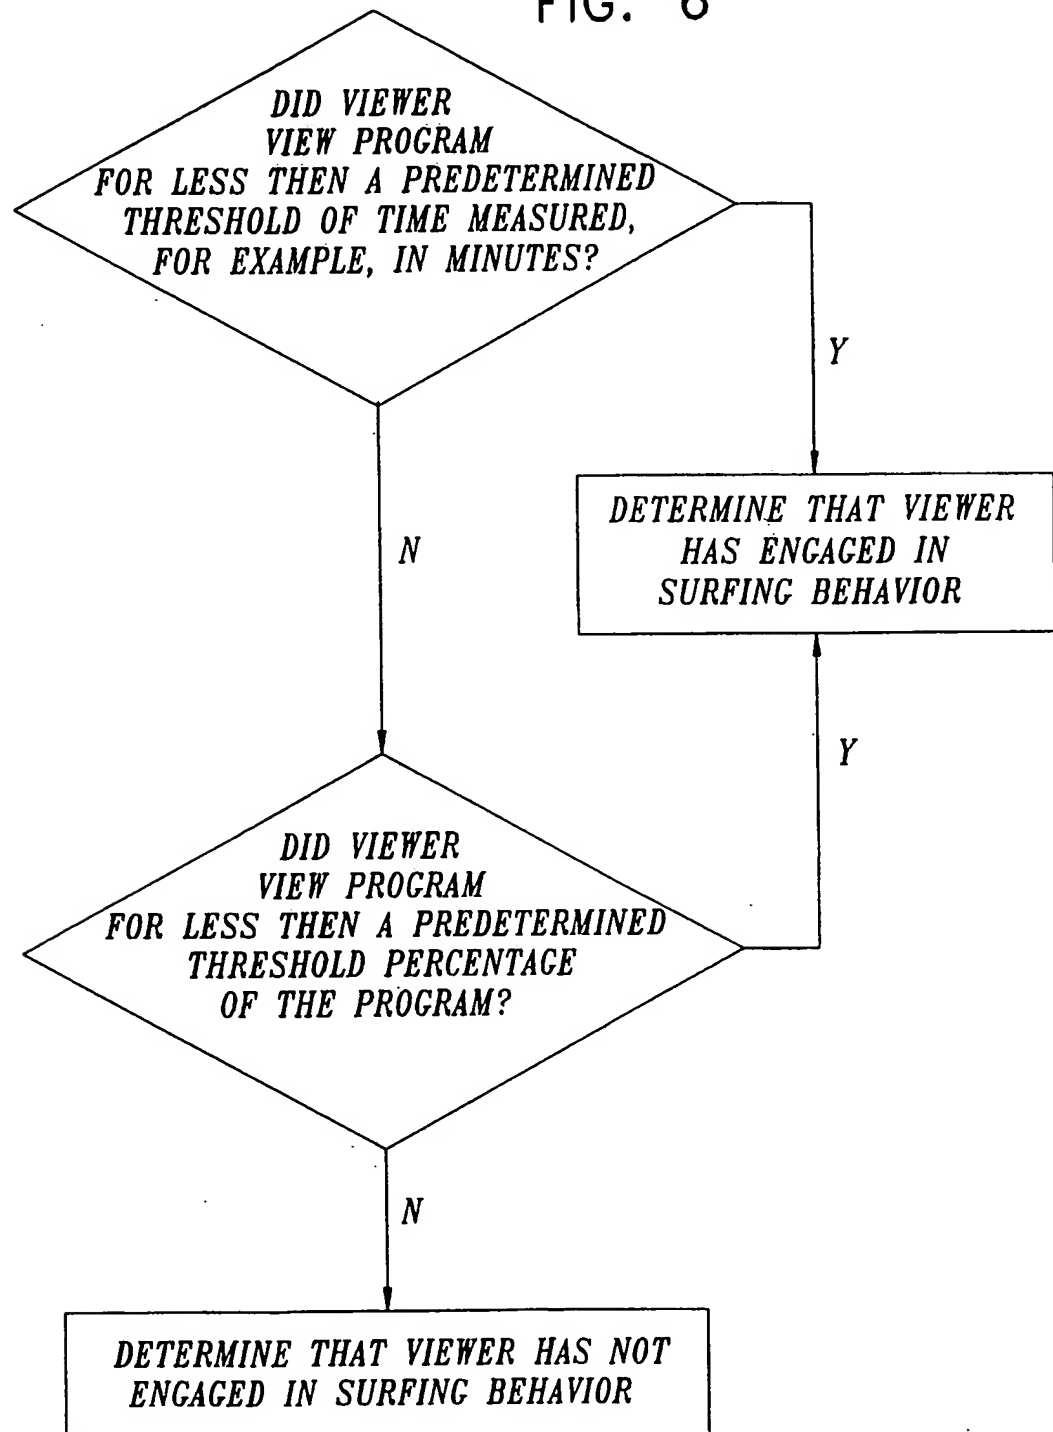 FIG. 6
DID VIEWER
VIEW PROGRAM
FOR LESS THEN A PREDETERMINED
THRESHOLD OF TIME MEASURED,
FOR EXAMPLE, IN MINUTES?
Y
DETERMINE THAT VIEWER
HAS ENGAGED IN
SURFING BEHAVIOR
N
Y
DID VIEWER
VIEW PROGRAM
FOR LESS THEN A PREDETERMINED
THRESHOLD PERCENTAGE
OF THE PROGRAM?
N
DETERMINE THAT VIEWER HAS NOT
ENGAGED IN SURFING BEHAVIOR